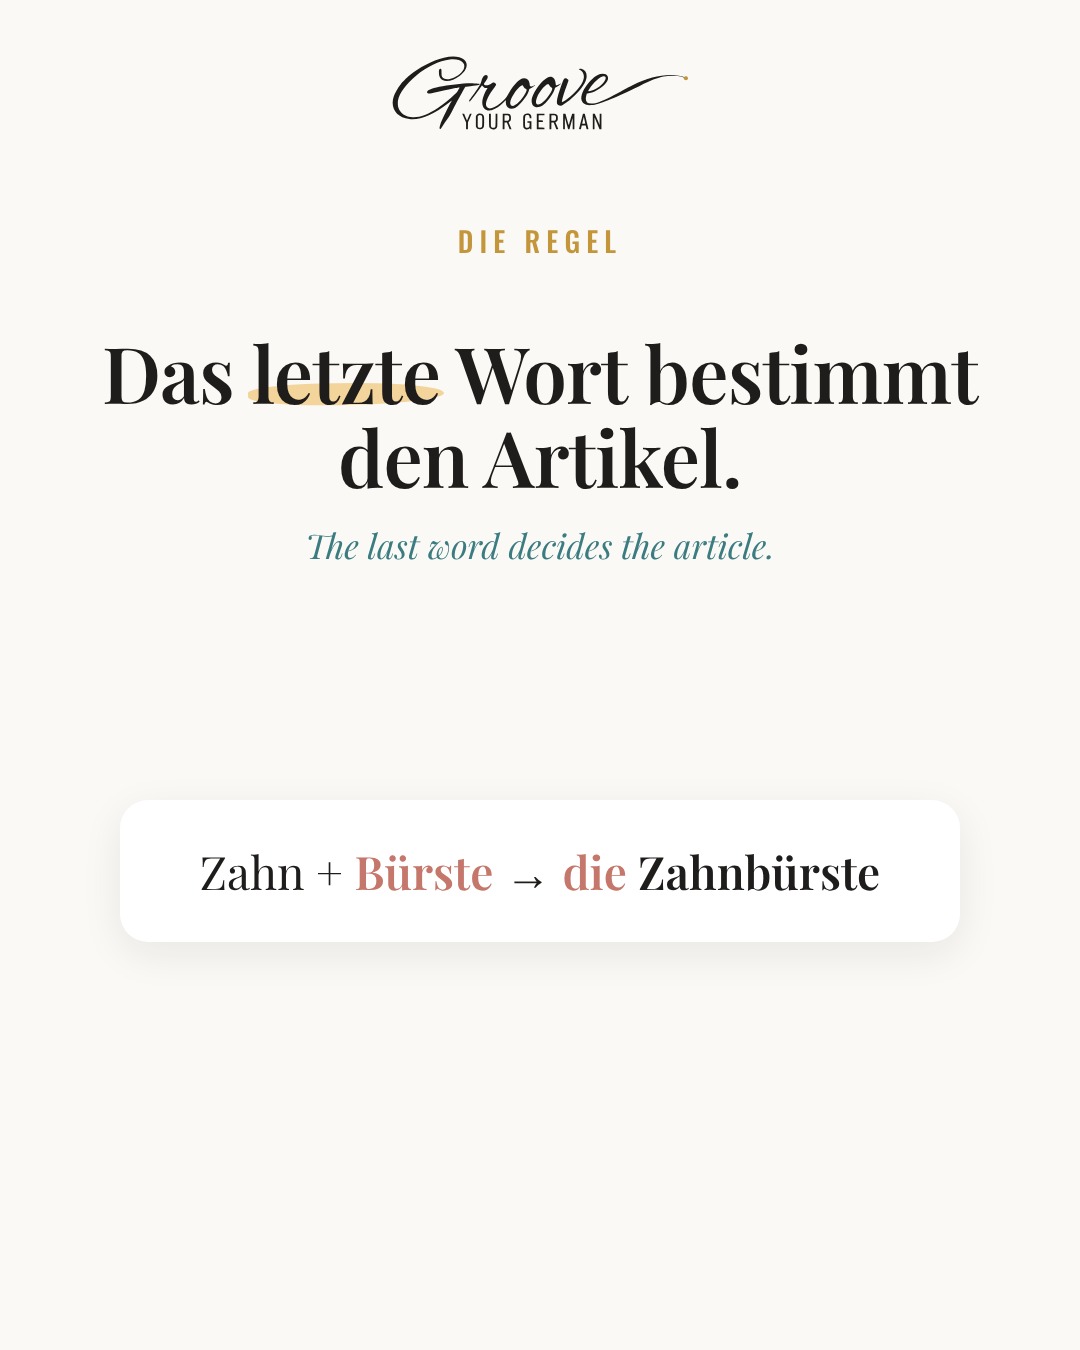 Groove
YOUR GERMAN
DIE REGEL
Das letzte Wort bestimmt
den Artikel.
The last word decides the article.
Zahn + Bürste → die Zahnbürste